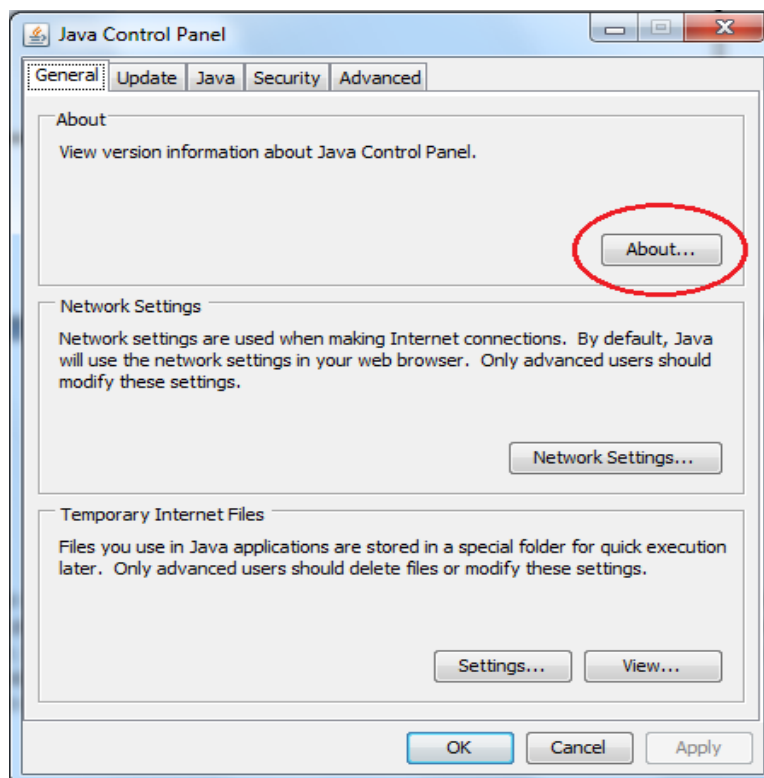 Java Control Panel
General Update Java Security Advanced
About
View version information about Java Control Panel.
About...
Network Settings
Network settings are used when making Internet connections.  By default, Java
will use the network settings in your web browser.  Only advanced users should
modify these settings.
Network Settings...
Temporary Internet Files
Files you use in Java applications are stored in a special folder for quick execution
later.  Only advanced users should delete files or modify these settings.
Settings... View...
OK Cancel Apply